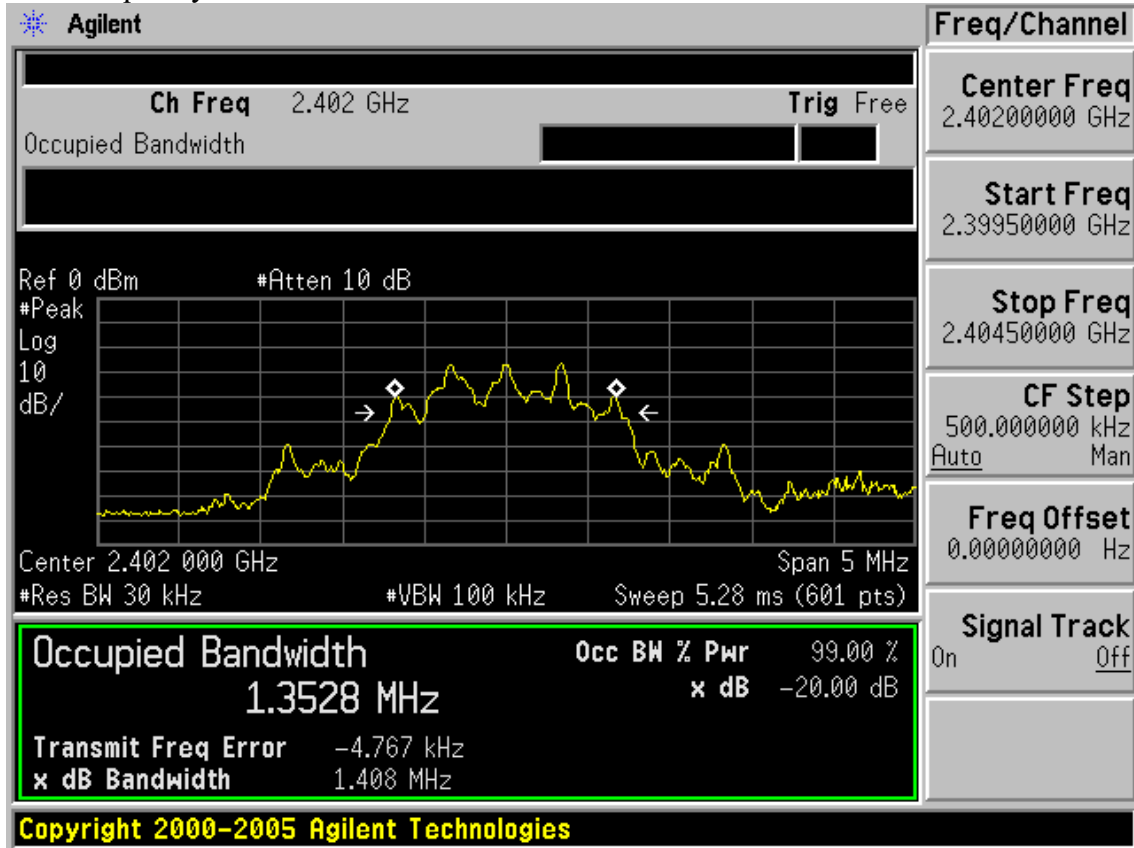 Agilent
Freq/Channel
Ch Freq 2.402 GHz Trig Free
Occupied Bandwidth
Center Freq
2.40200000 GHz
Start Freq
2.39950000 GHz
Stop Freq
2.40450000 GHz
CF Step
500.000000 kHz
Auto Man
Freq Offset
0.00000000 Hz
Signal Track
On Off
Ref 0 dBm #Atten 10 dB
#Peak
Log
10
dB/
Center 2.402 000 GHz Span 5 MHz
#Res BW 30 kHz #VBW 100 kHz Sweep 5.28 ms (601 pts)
Occupied Bandwidth
1.3528 MHz
Occ BW % Pwr 99.00 %
x dB -20.00 dB
Transmit Freq Error -4.767 kHz
x dB Bandwidth 1.408 MHz
Copyright 2000-2005 Agilent Technologies